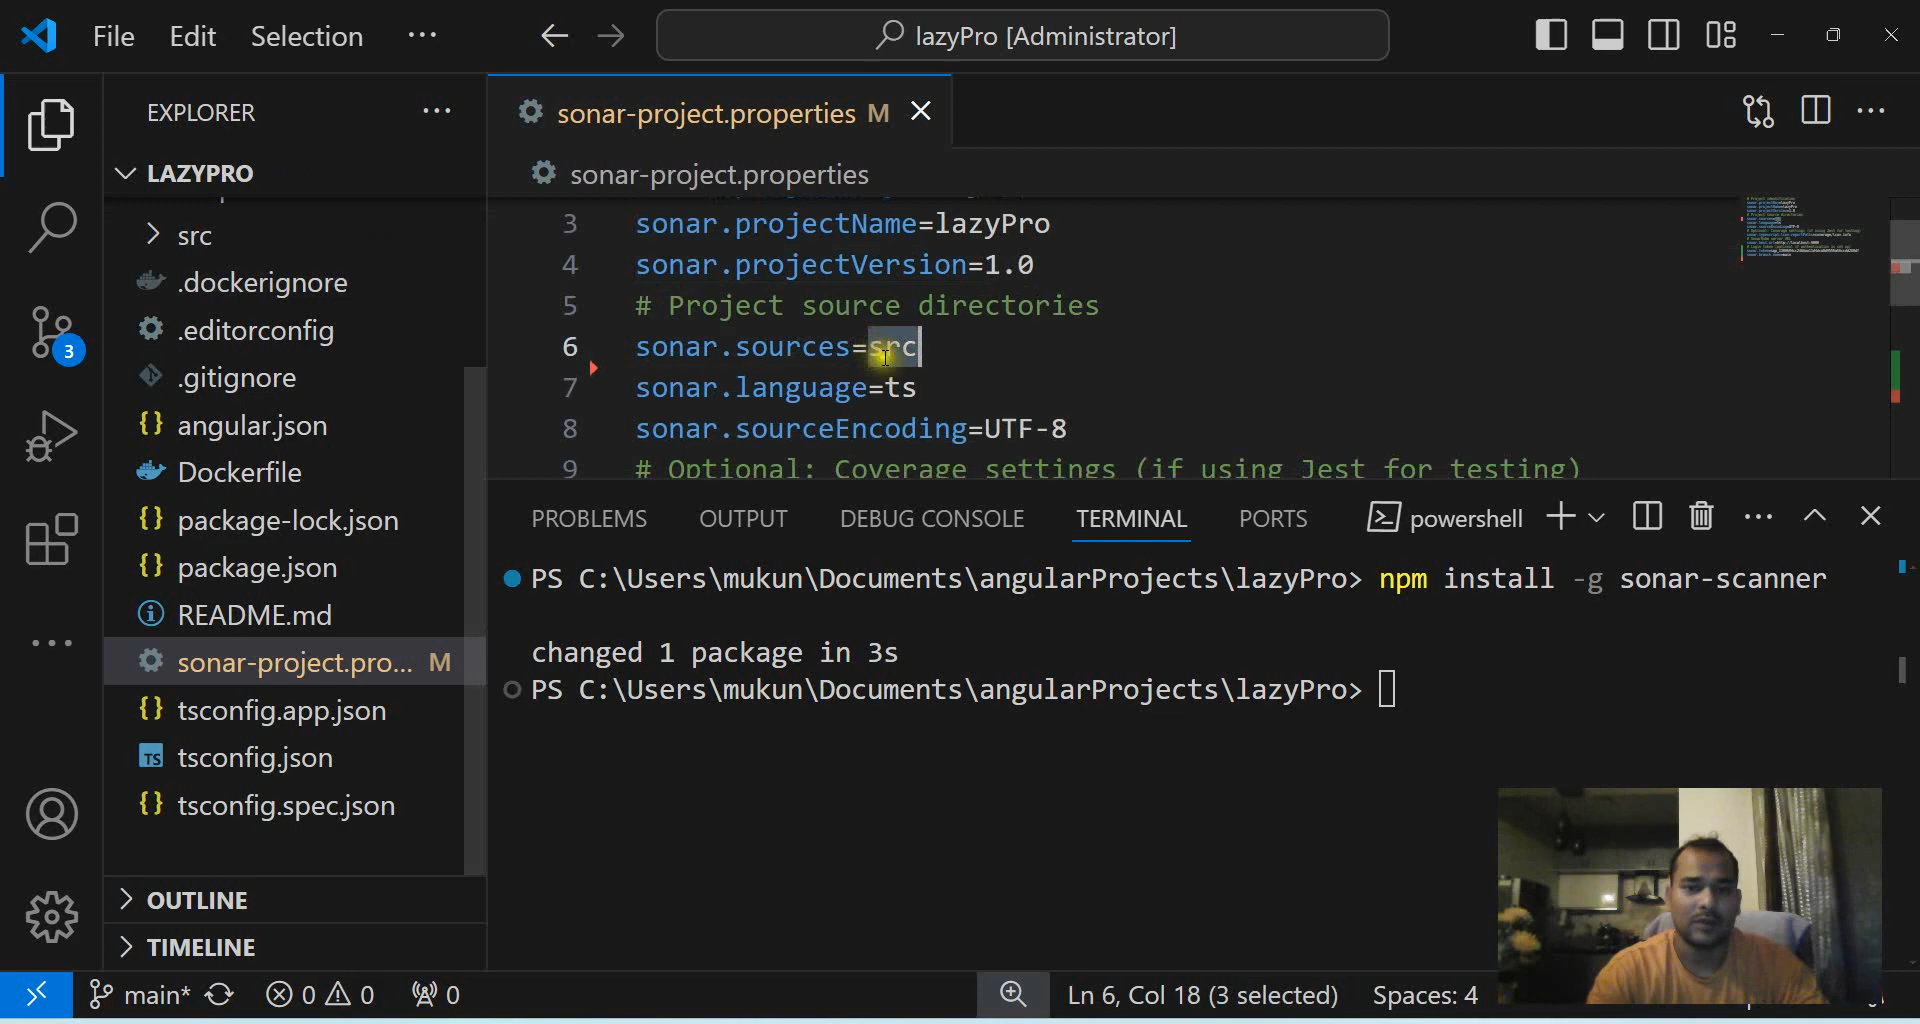 File Edit Selection ··· lazyPro [Administrator]
EXPLORER ···
LAZYPRO
src
.dockerignore
.editorconfig
.gitignore
angular.json
Dockerfile
package-lock.json
package.json
README.md
sonar-project.pro... M
tsconfig.app.json
tsconfig.json
tsconfig.spec.json
OUTLINE
TIMELINE
3
sonar-project.properties M
sonar-project.properties
3 sonar.projectName=lazyPro
4 sonar.projectVersion=1.0
5 # Project source directories
6 sonar.sources=src
7 sonar.language=ts
8 sonar.sourceEncoding=UTF-8
9 # Optional: Coverage settings (if using Jest for testing)
PROBLEMS OUTPUT DEBUG CONSOLE TERMINAL PORTS powershell
PS C:\Users\mukun\Documents\angularProjects\lazyPro> npm install -g sonar-scanner
changed 1 package in 3s
PS C:\Users\mukun\Documents\angularProjects\lazyPro>
main* 0 0 0 Ln 6, Col 18 (3 selected) Spaces: 4